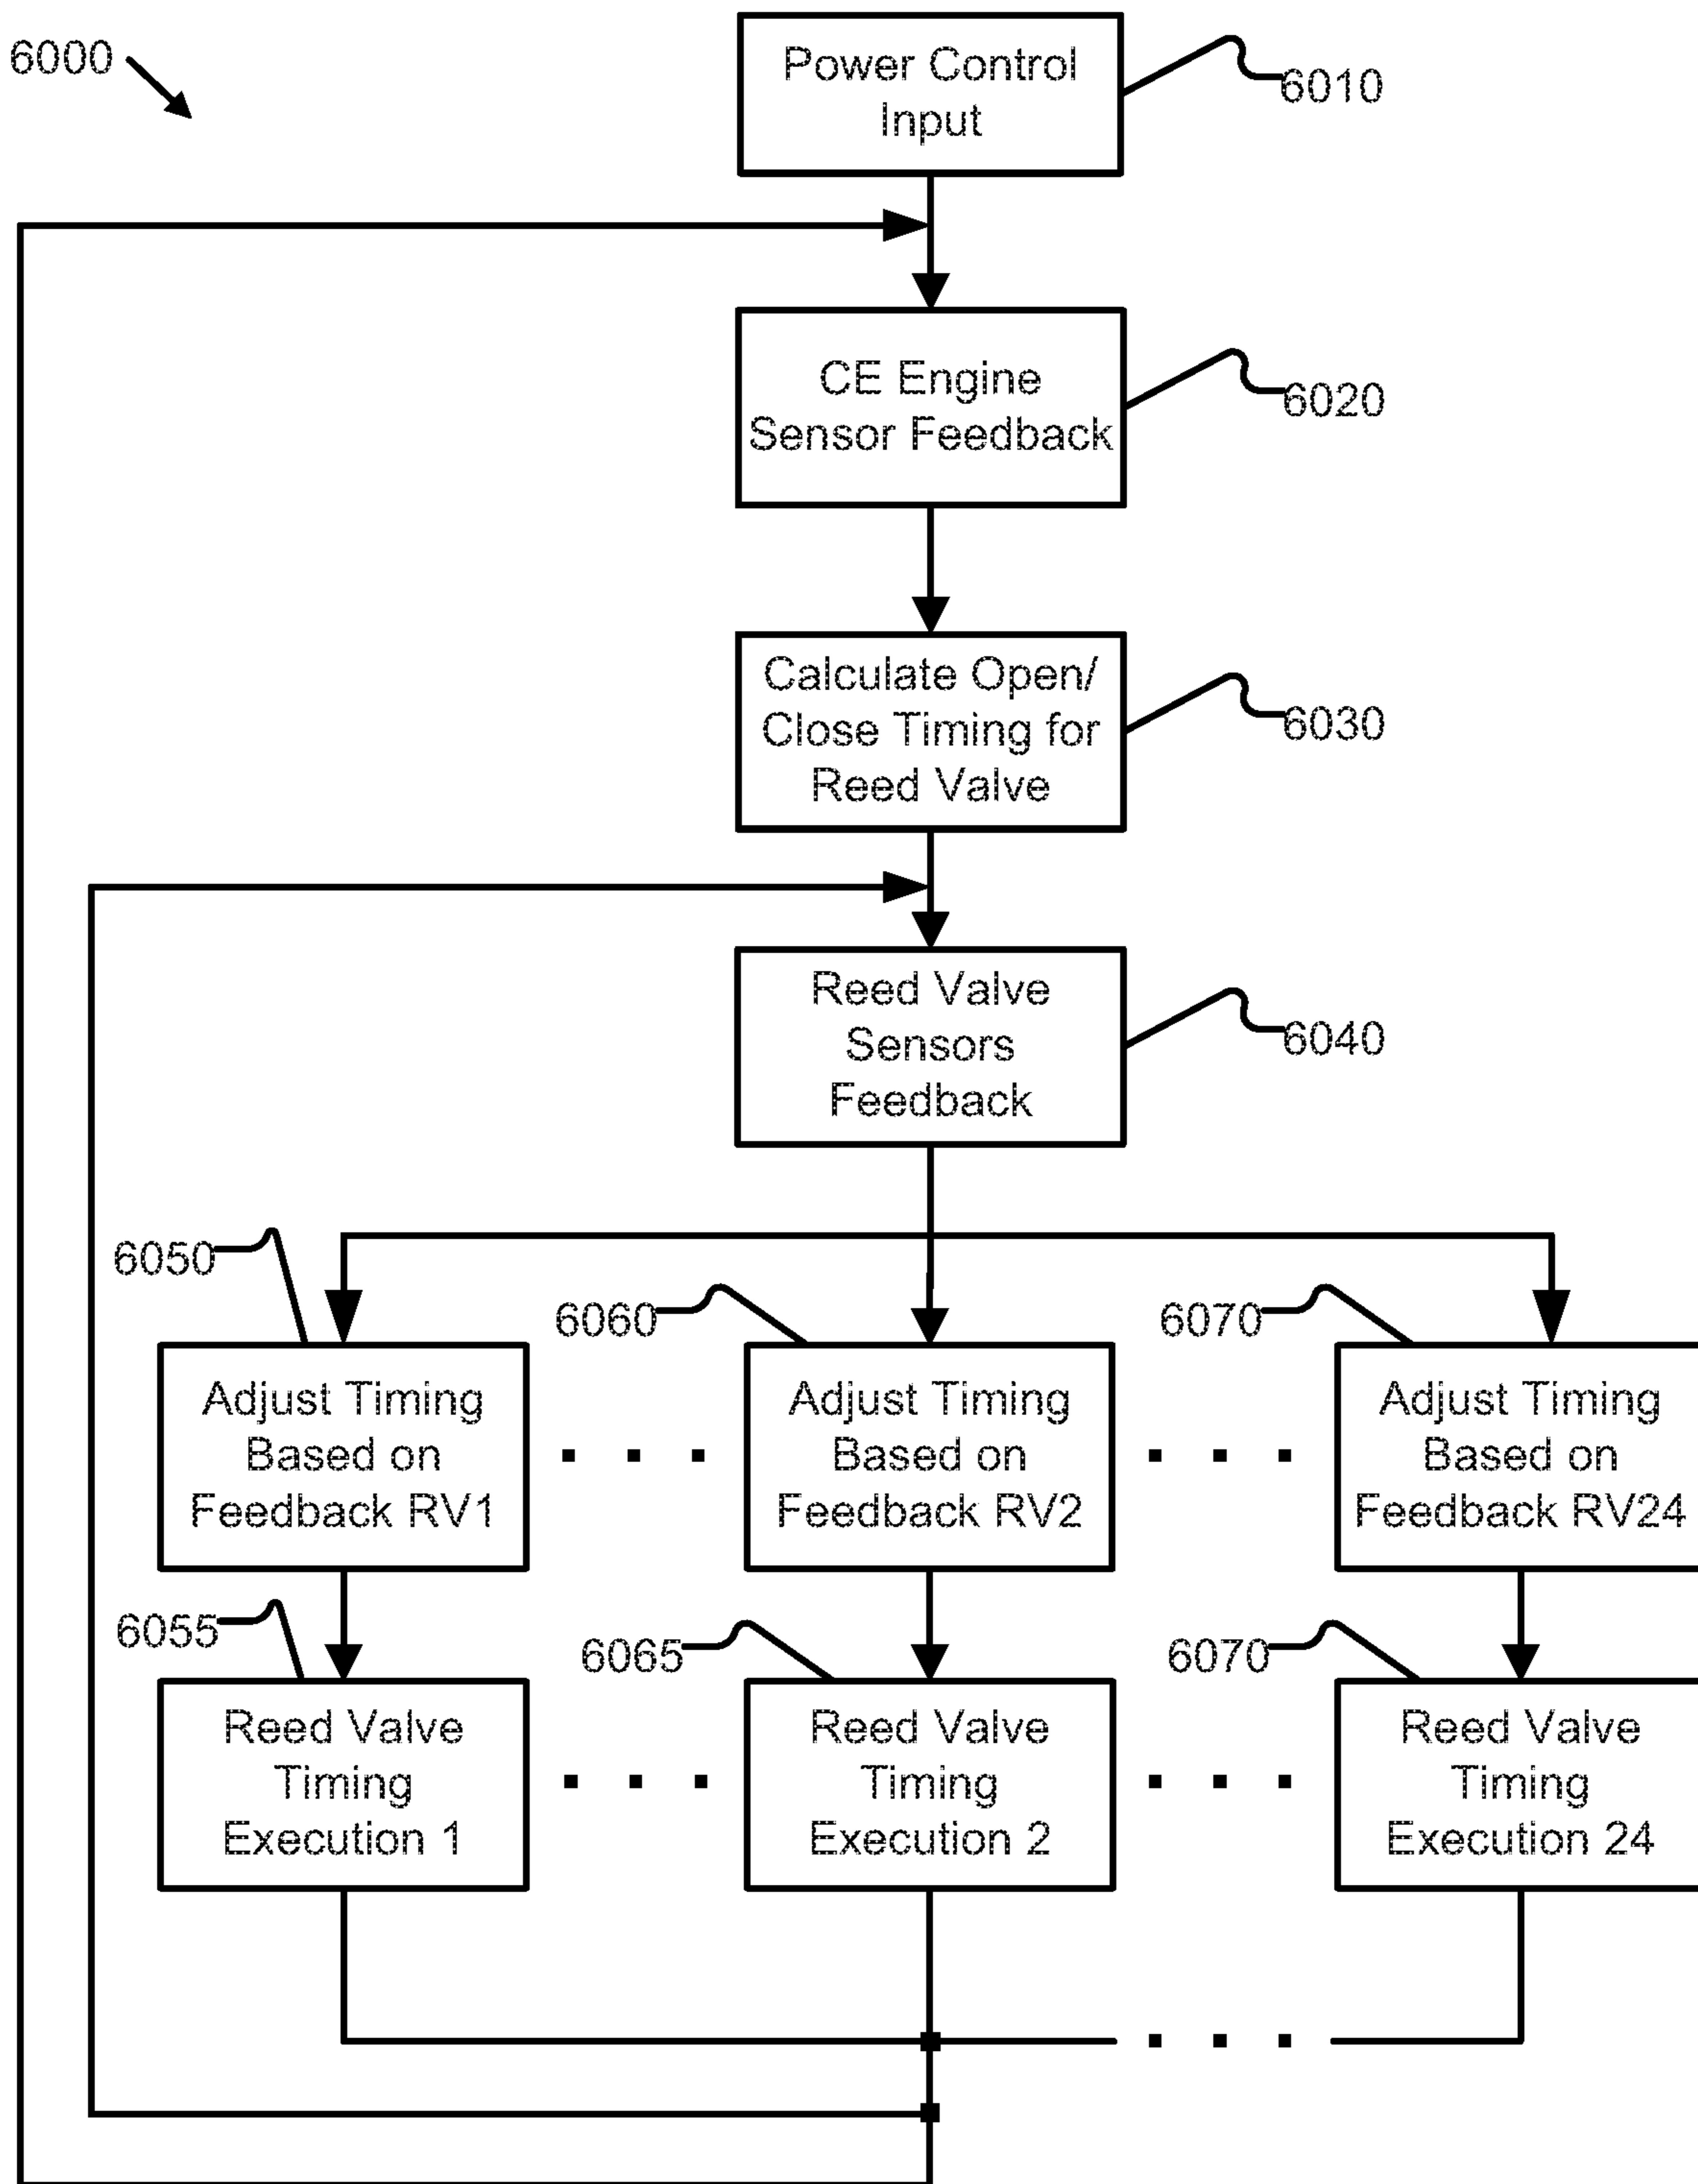 6000
Power Control
Input
6010
CE Engine
Sensor Feedback
6020
Calculate Open/
Close Timing for
Reed Valve
6030
Reed Valve
Sensors
Feedback
6040
6050
6060
6070
Adjust Timing
Based on
Feedback RV1
Adjust Timing
Based on
Feedback RV2
Adjust Timing
Based on
Feedback RV24
6055
6065
6070
Reed Valve
Timing
Execution 1
Reed Valve
Timing
Execution 2
Reed Valve
Timing
Execution 24